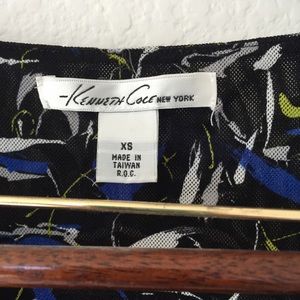 Kenneth Cole NEW YORK
XS
MADE IN
TAIWAN
R.O.C.